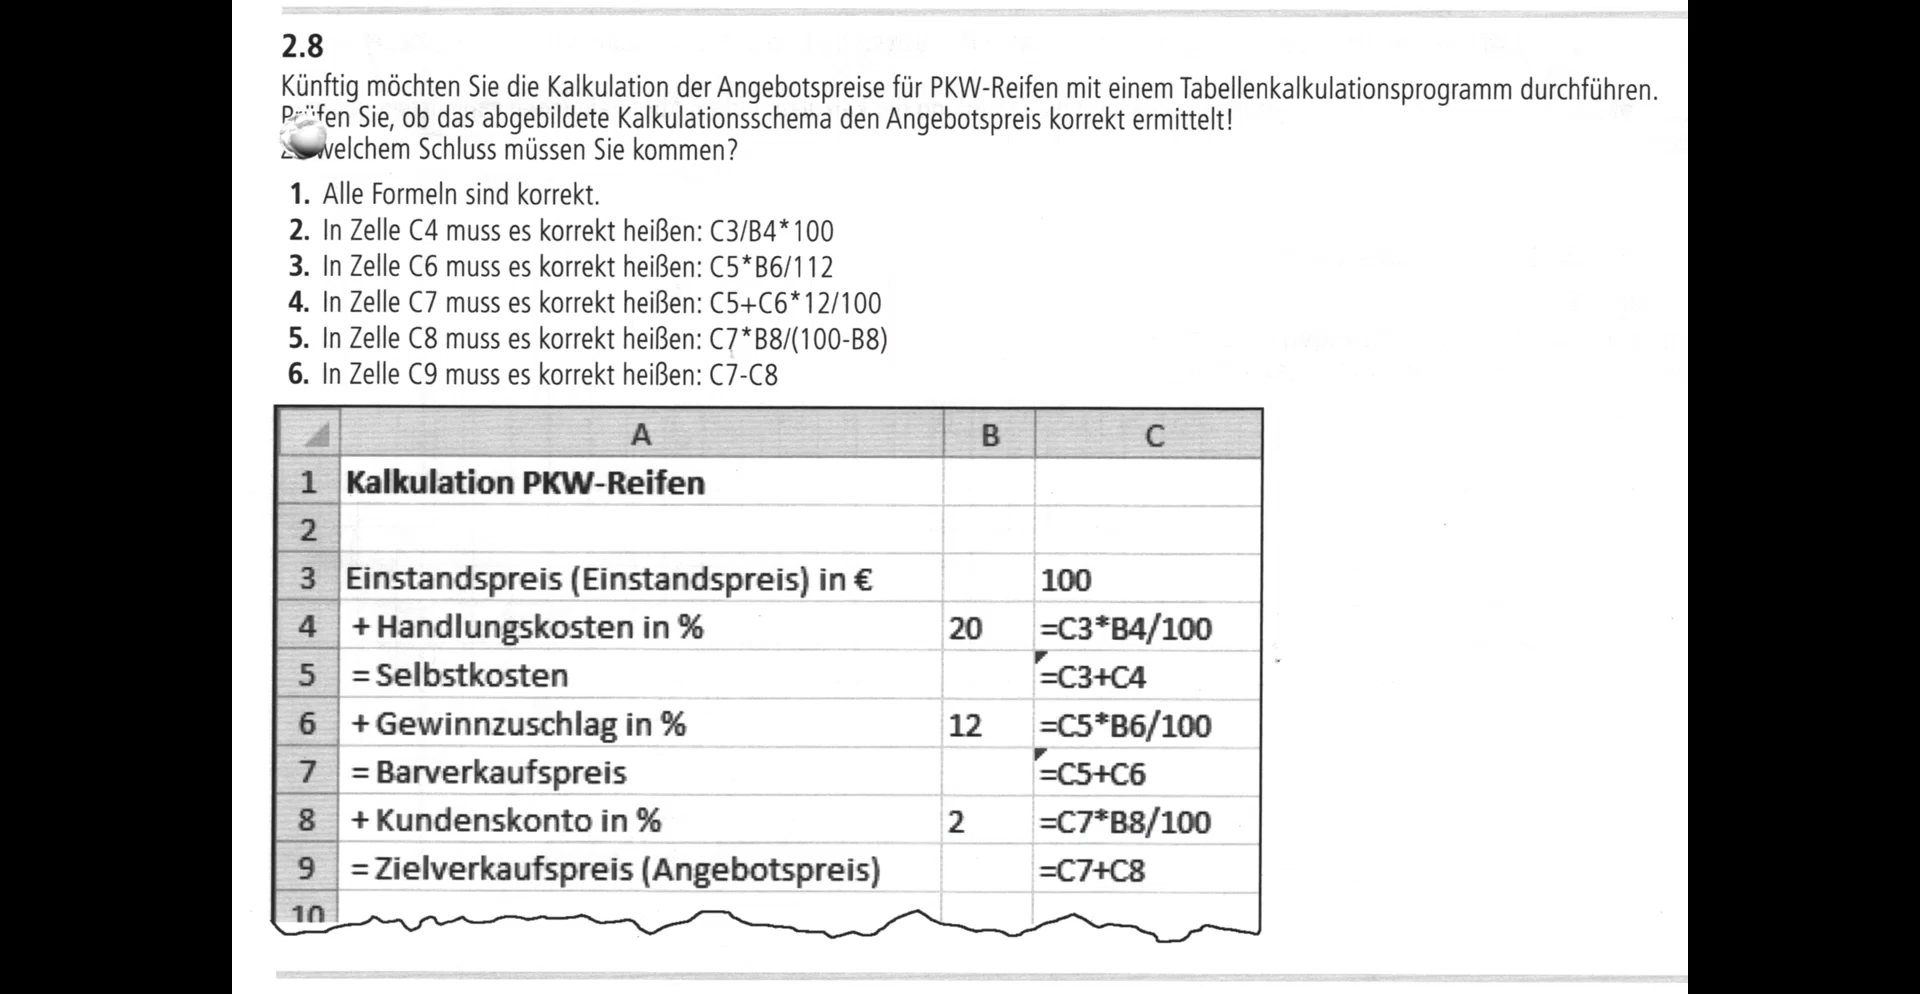 2.8
Künftig möchten Sie die Kalkulation der Angebotspreise für PKW-Reifen mit einem Tabellenkalkulationsprogramm durchführen.
Prüfen Sie, ob das abgebildete Kalkulationsschema den Angebotspreis korrekt ermittelt!
welchem Schluss müssen Sie kommen?
1. Alle Formeln sind korrekt.
2. In Zelle C4 muss es korrekt heißen: C3/B4*100
3. In Zelle C6 muss es korrekt heißen: C5*B6/112
4. In Zelle C7 muss es korrekt heißen: C5+C6*12/100
5. In Zelle C8 muss es korrekt heißen: C7*B8/(100-B8)
6. In Zelle C9 muss es korrekt heißen: C7-C8
A B C
1 Kalkulation PKW-Reifen
2
3 Einstandspreis (Einstandspreis) in € 100
4 + Handlungskosten in % 20 =C3*B4/100
5 = Selbstkosten =C3+C4
6 + Gewinnzuschlag in % 12 =C5*B6/100
7 = Barverkaufspreis =C5+C6
8 + Kundenskonto in % 2 =C7*B8/100
9 = Zielverkaufspreis (Angebotspreis) =C7+C8
10